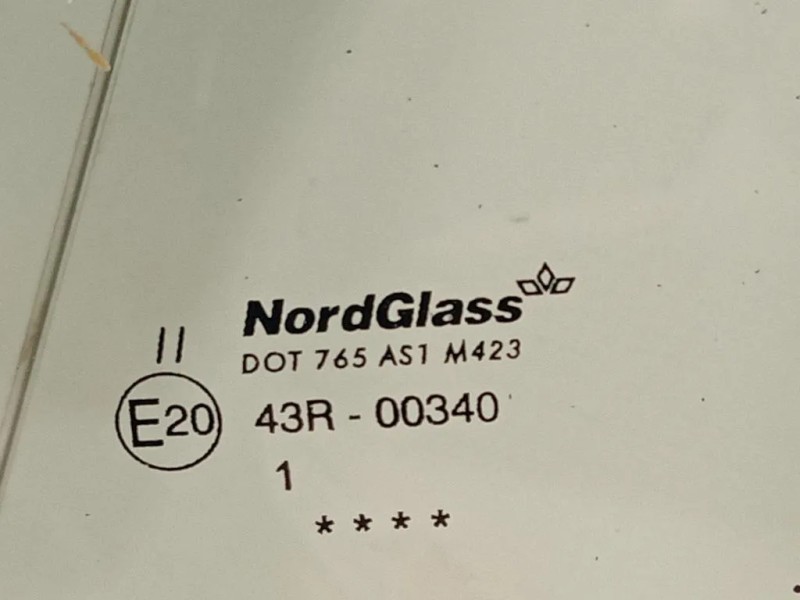 NordGlass
II
DOT 765 AS1 M423
E20
43R - 00340
1
* * * *